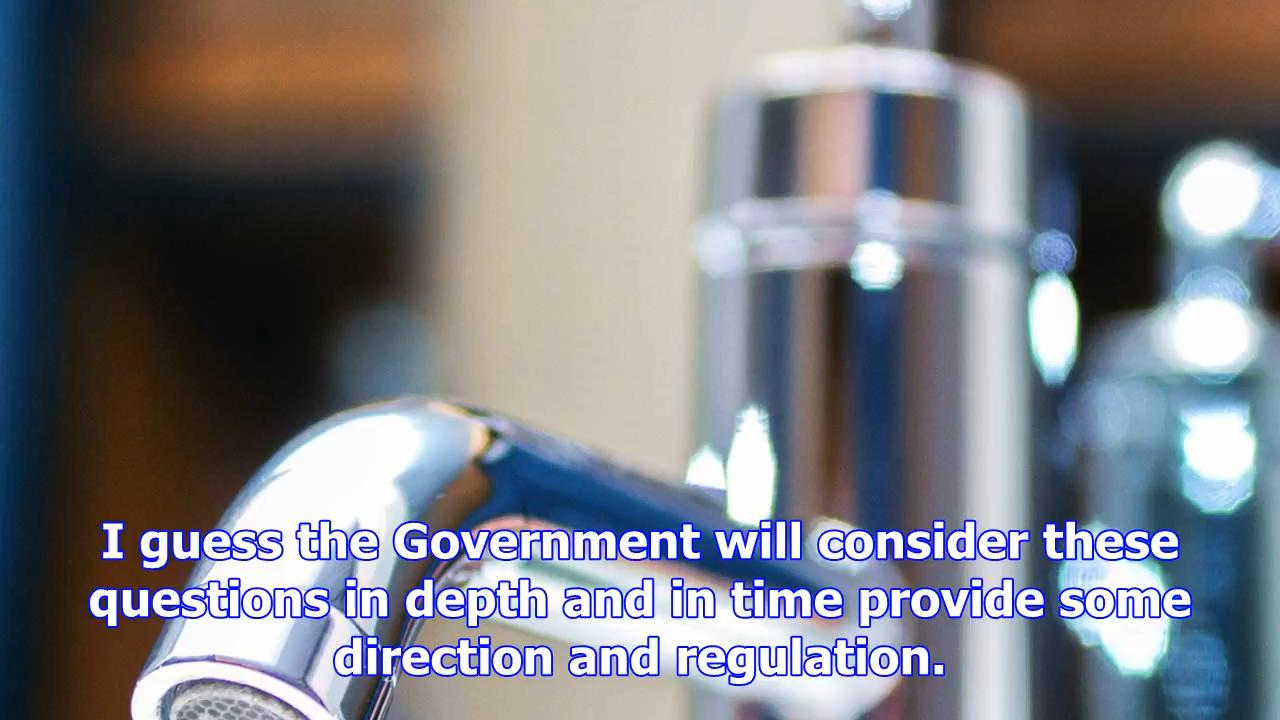 I guess the Government will consider these
questions in depth and in time provide some
direction and regulation.